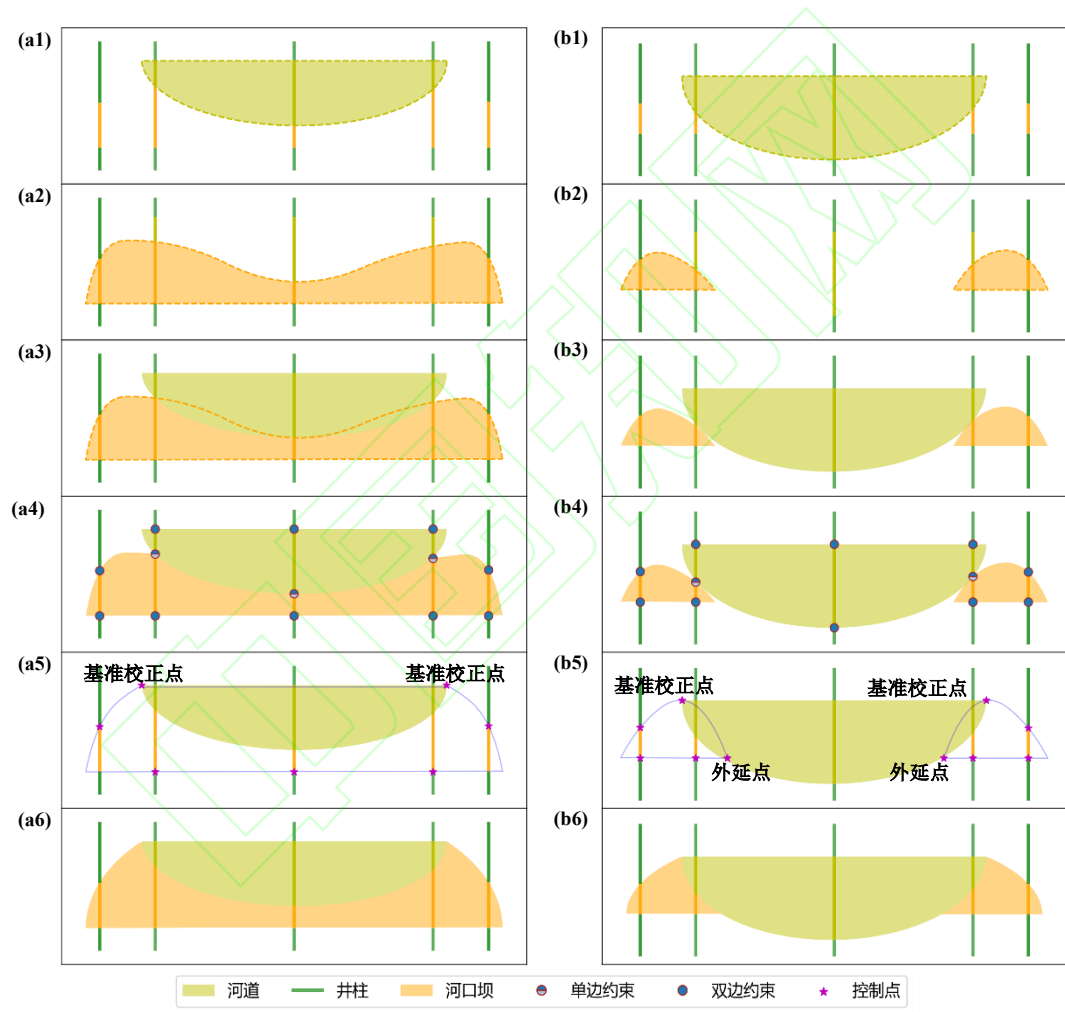 (a1)
(b1)
(a2)
(b2)
(a3)
(b3)
(a4)
(b4)
(a5)
基准校正点
基准校正点
(b5)
基准校正点
基准校正点
外延点
外延点
(a6)
(b6)
河道
井柱
河口坝
单边约束
双边约束
控制点